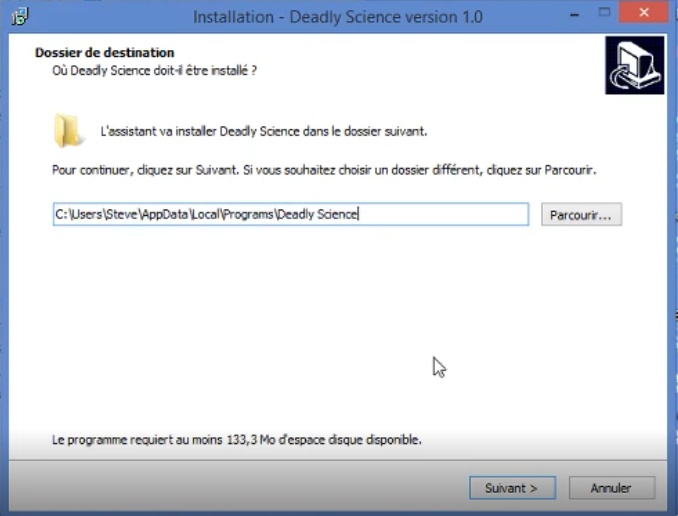 Installation - Deadly Science version 1.0
Dossier de destination
Où Deadly Science doit-il être installé ?
L'assistant va installer Deadly Science dans le dossier suivant.
Pour continuer, cliquez sur Suivant. Si vous souhaitez choisir un dossier différent, cliquez sur Parcourir.
C:\Users\Steve\AppData\Local\Programs\Deadly Science
Parcourir...
Le programme requiert au moins 133,3 Mo d'espace disque disponible.
Suivant >
Annuler